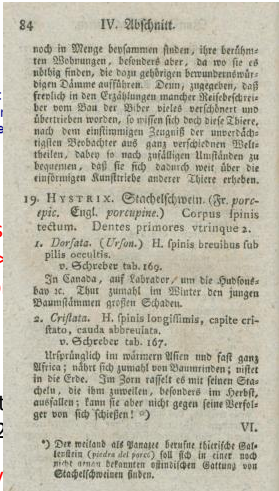 84 IV. Abschnitt.
noch in Menge beysammen finden, ihre berühm-
ten Wohnungen, besonders aber, da wo sie es
nöthig finden, die dazu gehörigen bewundernswür-
digen Dämme aufführen. Denn, zugegeben, daß
freylich in den Erzählungen mancher Reisebeschrei-
ber vom Bau der Biber vieles verschönert und
übertrieben worden, so wissen sich doch diese Thiere,
nach dem einstimmigen Zeugniß der unverdäch-
tigsten Beobachter aus ganz verschiednen Welt-
theilen, dabey so nach zufälligen Umständen zu
bequemen, daß sie sich dadurch weit über die
einförmigen Kunsttriebe anderer Thiere erheben.
19. HYSTRIX. Stachelschwein. (Fr. porc-
epic. Engl. porcupine.) Corpus spinis
tectum. Dentes primores vtrinque 2.
1. Dorsata. (Urson.) H. spinis breuibus sub
pilis occultis.
v. Schreber tab. 169.
In Canada, auf Labrador, um die Hudsons-
bay ꝛc. Thut zumahl im Winter den jungen
Baumstämmen großen Schaden.
2. Cristata. H. spinis longissimis, capite cri-
stato, cauda abbreuiata.
v. Schreber tab. 167.
Ursprünglich im wärmern Asien und fast ganz
Africa; nährt sich zumahl von Baumrinden; nistet
in die Erde. Im Zorn rasselt es mit seinen Sta-
cheln, die ihm zuweilen, besonders im Herbst,
ausfallen; kann sie aber nicht gegen seine Verfol-
ger von sich schießen! *)
VI.
*) Der weiland als Panazee berufne thierische Gal-
lenstein (piedra del porco) soll sich in einer noch
nicht genau bekannten ostindischen Gattung von
Stachelschweinen finden.